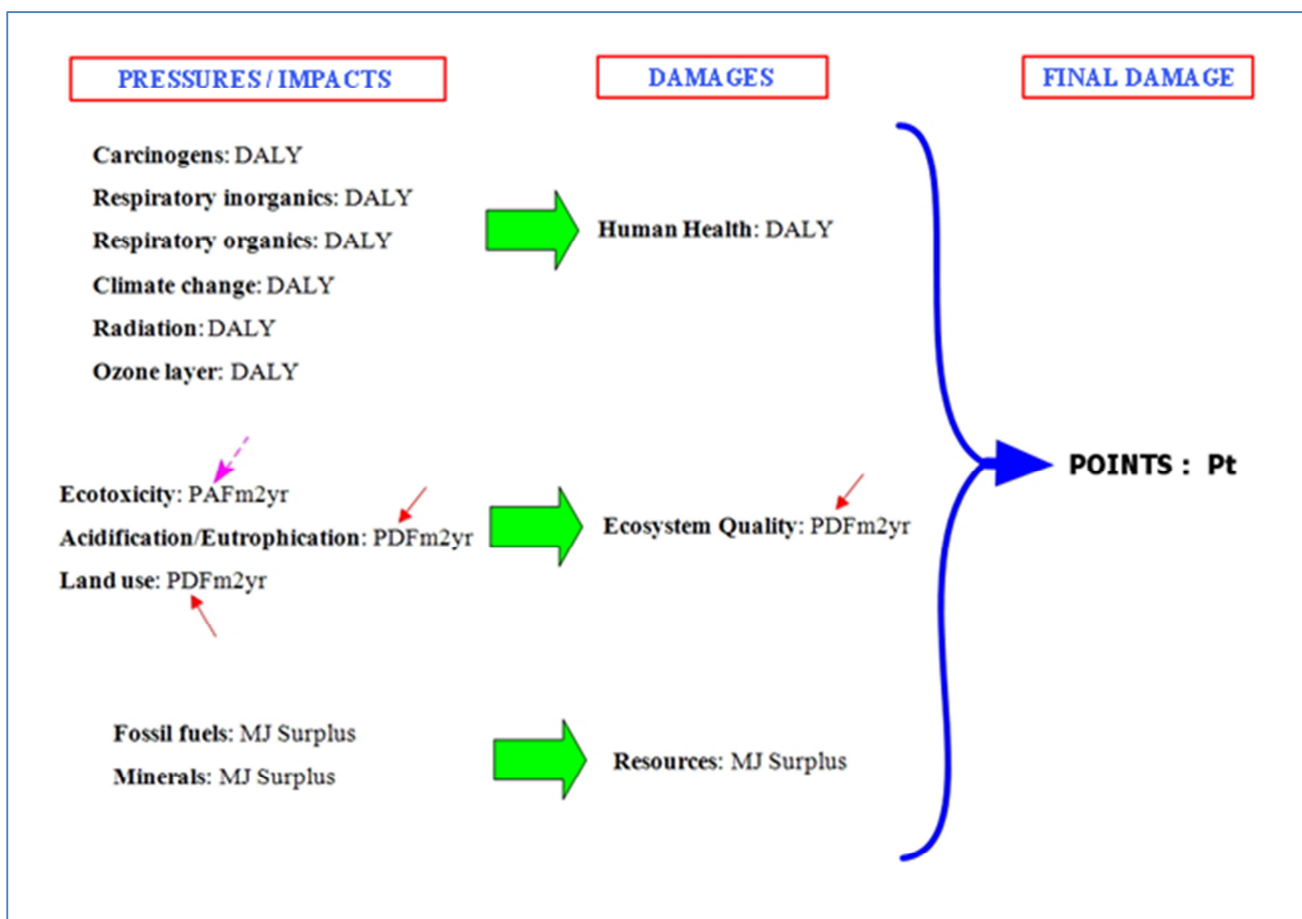 PRESSURES / IMPACTS
DAMAGES
FINAL DAMAGE
Carcinogens: DALY
Respiratory inorganics: DALY
Respiratory organics: DALY
Climate change: DALY
Radiation: DALY
Ozone layer: DALY
Human Health: DALY
Ecotoxicity: PAFm2yr
Acidification/Eutrophication: PDFm2yr
Land use: PDFm2yr
Ecosystem Quality: PDFm2yr
Fossil fuels: MJ Surplus
Minerals: MJ Surplus
Resources: MJ Surplus
POINTS : Pt